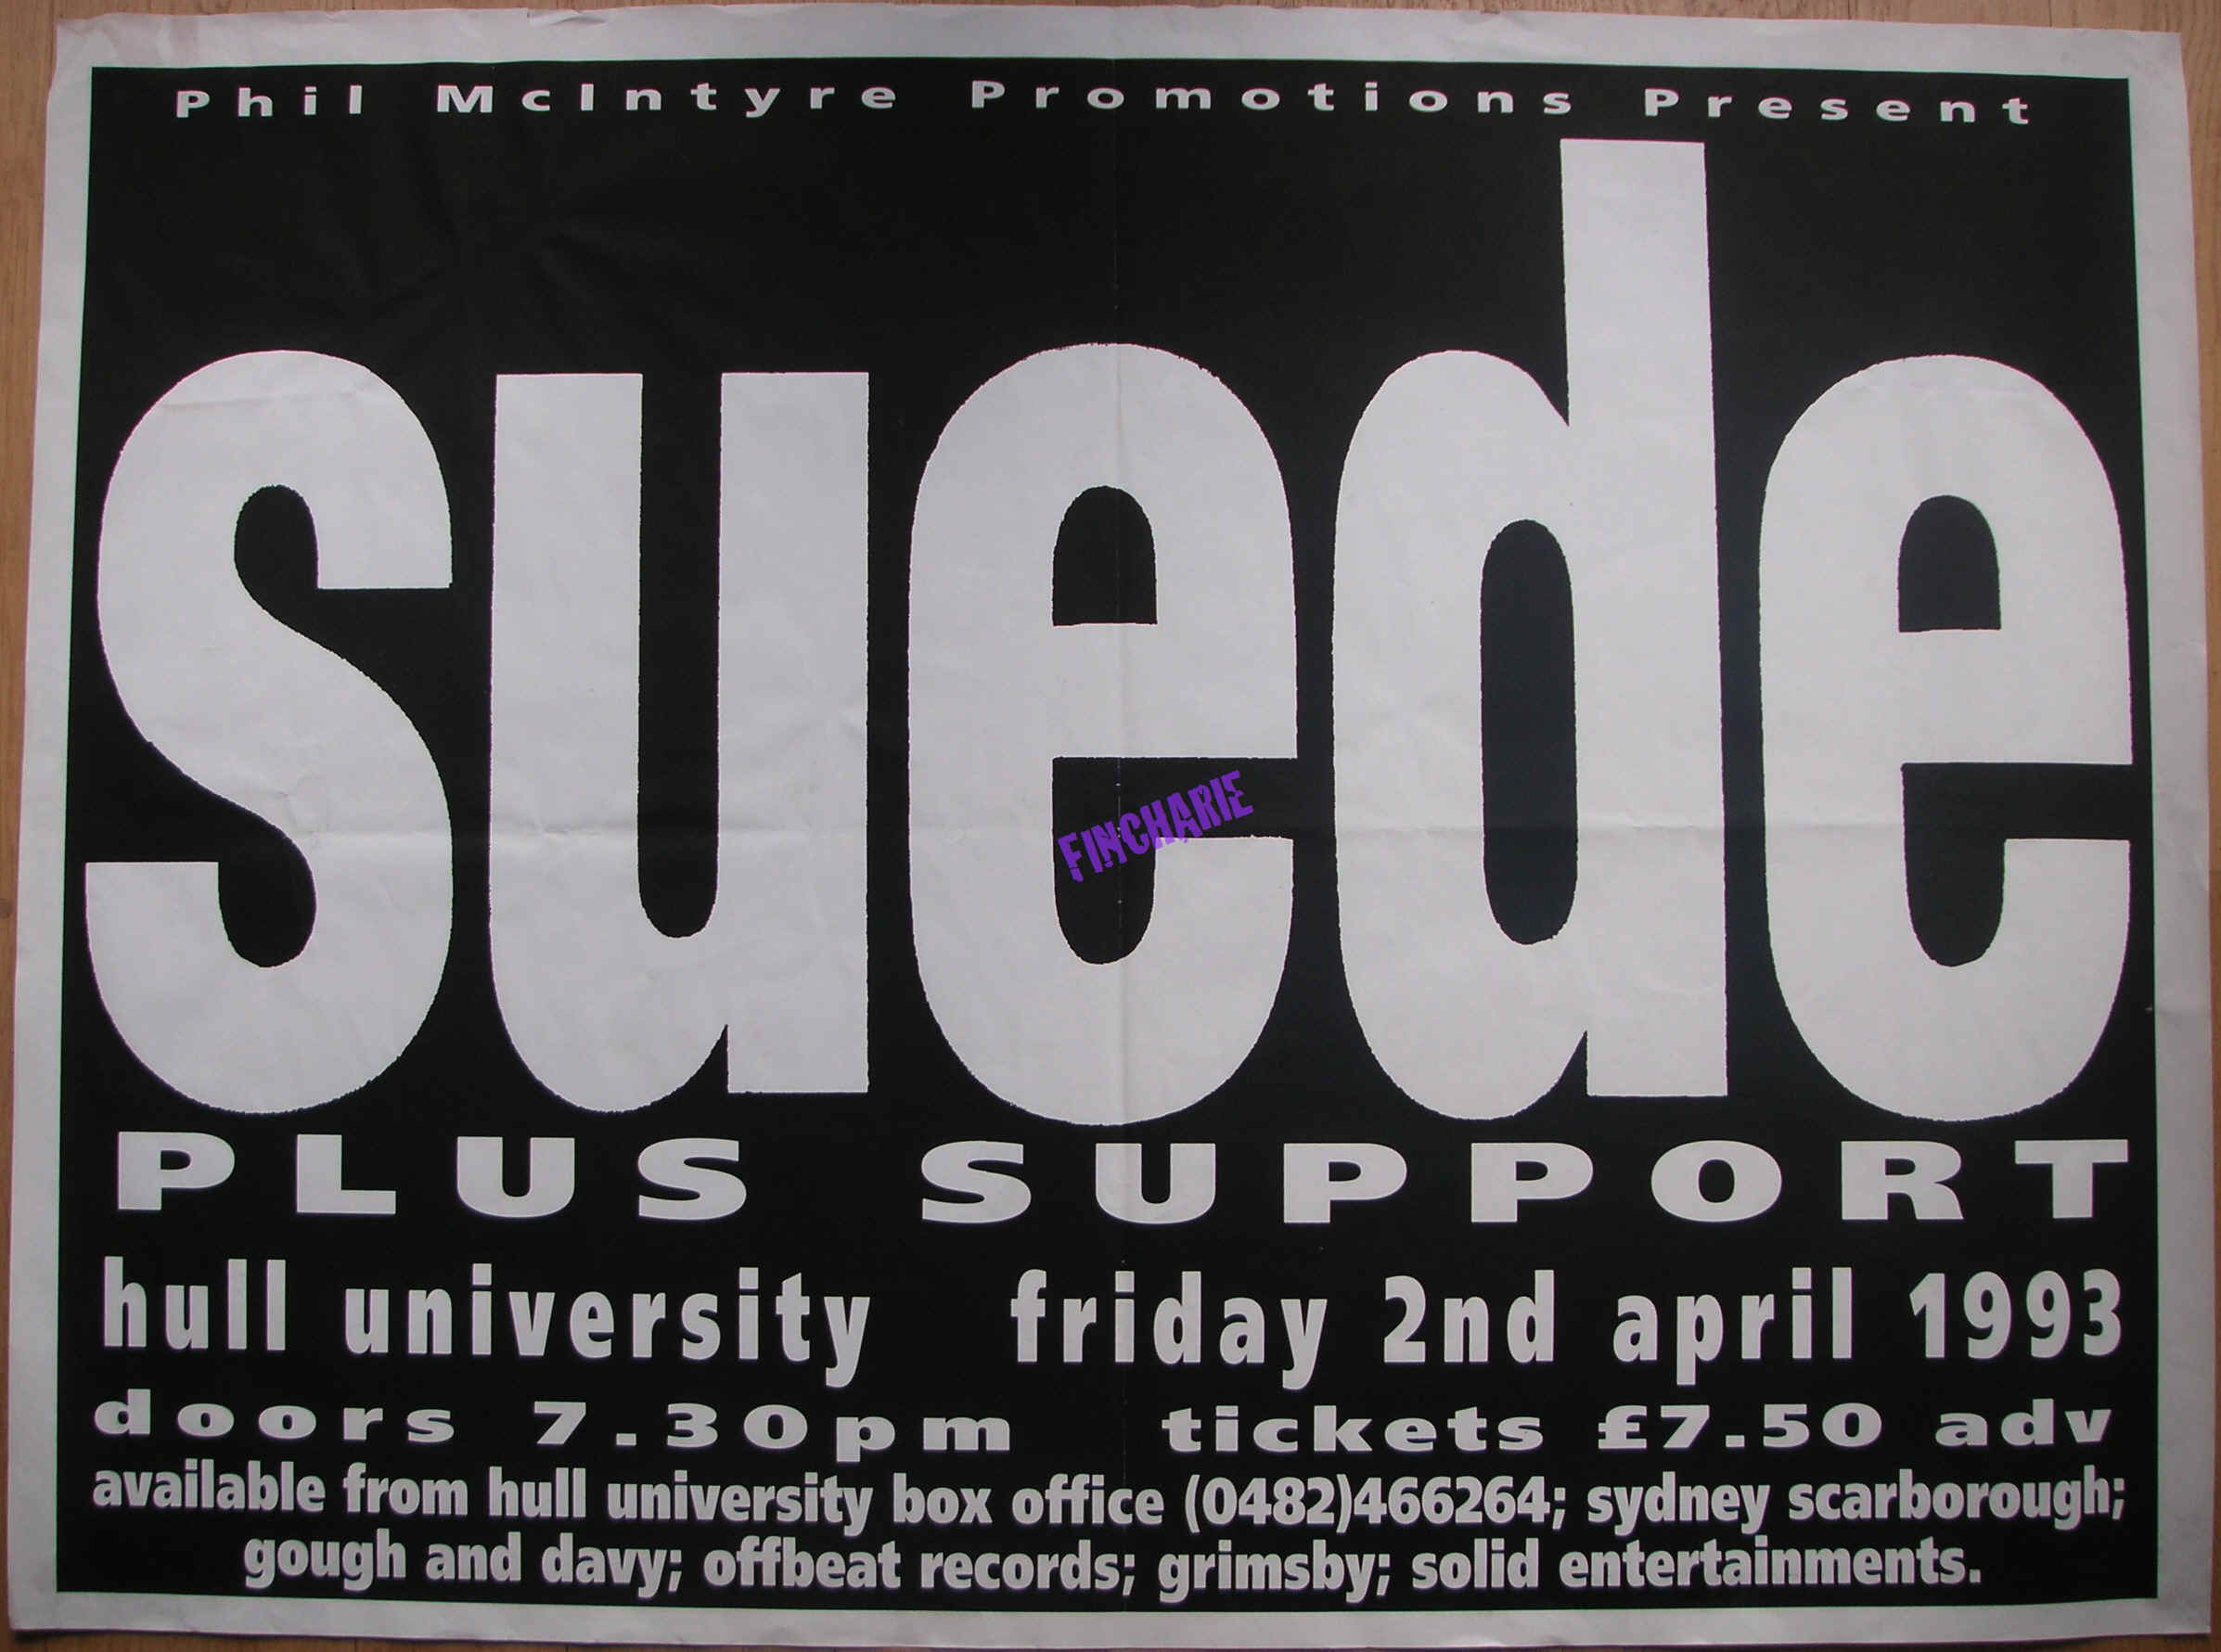 Phil McIntyre Promotions Present
suede
FINCHARIE
PLUS SUPPORT
hull university friday 2nd april 1993
doors 7.30pm tickets £7.50 adv
available from hull university box office (0482)466264; sydney scarborough;
gough and davy; offbeat records; grimsby; solid entertainments.